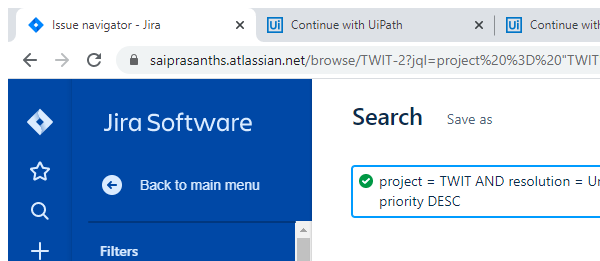 Issue navigator - Jira
Continue with UiPath
Continue with
saiprasanths.atlassian.net/browse/TWIT-2?jql=project%20%3D%20"TWIT
Jira Software
Search
Save as
Back to main menu
project = TWIT AND resolution =
priority DESC
Filters